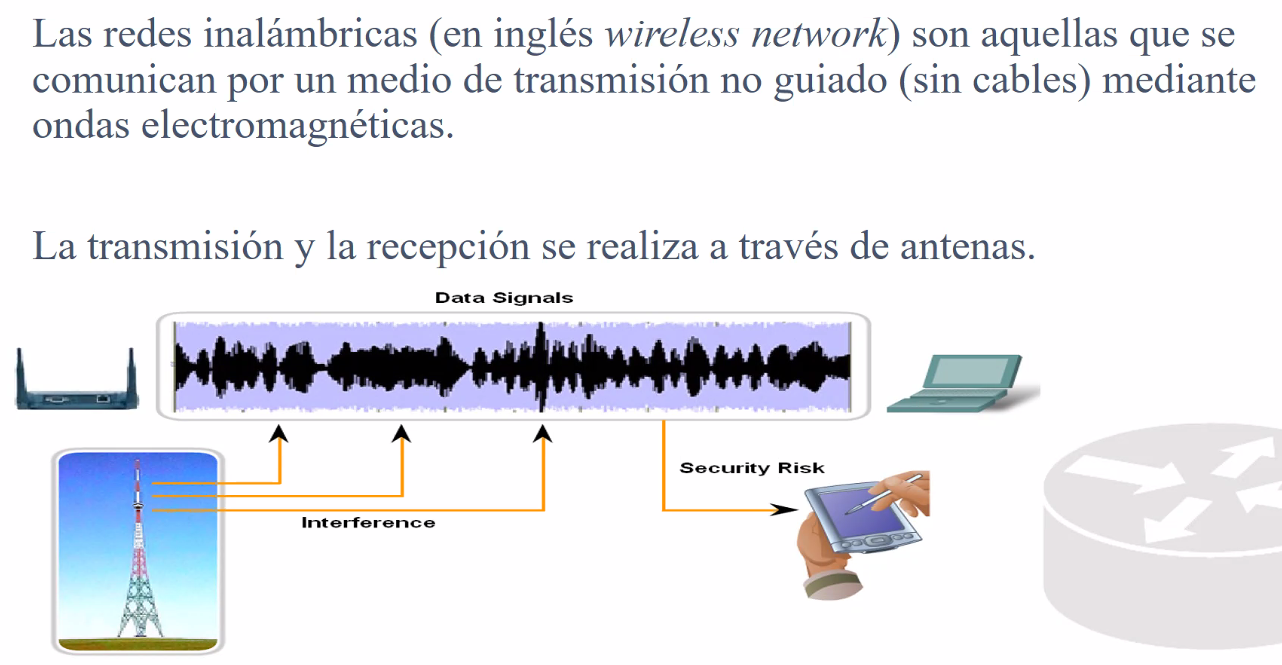 Las redes inalámbricas (en inglés wireless network) son aquellas que se
comunican por un medio de transmisión no guiado (sin cables) mediante
ondas electromagnéticas.
La transmisión y la recepción se realiza a través de antenas.
Data Signals
Security Risk
Interference